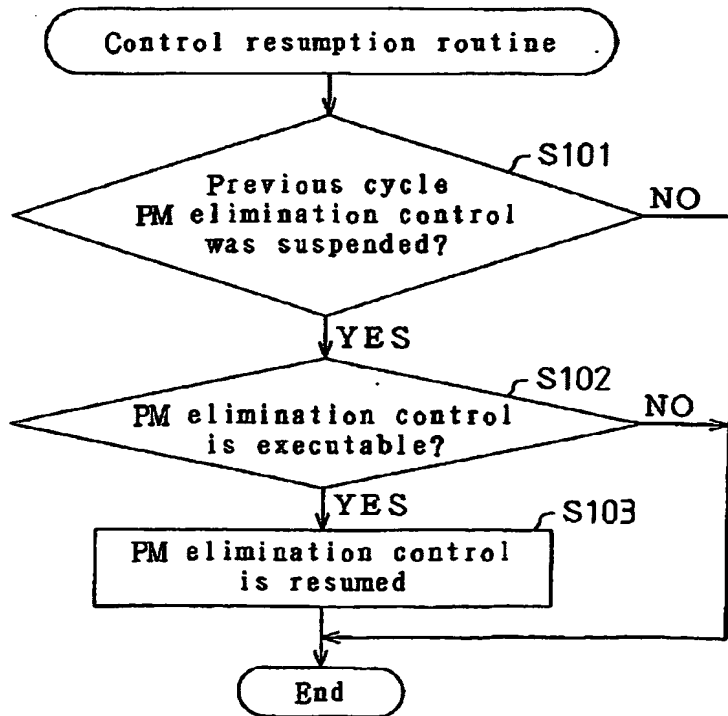 Control resumption routine
S101
Previous cycle
PM elimination control
was suspended?
NO
YES
S102
PM elimination control
is executable?
NO
YES
S103
PM elimination control
is resumed
End